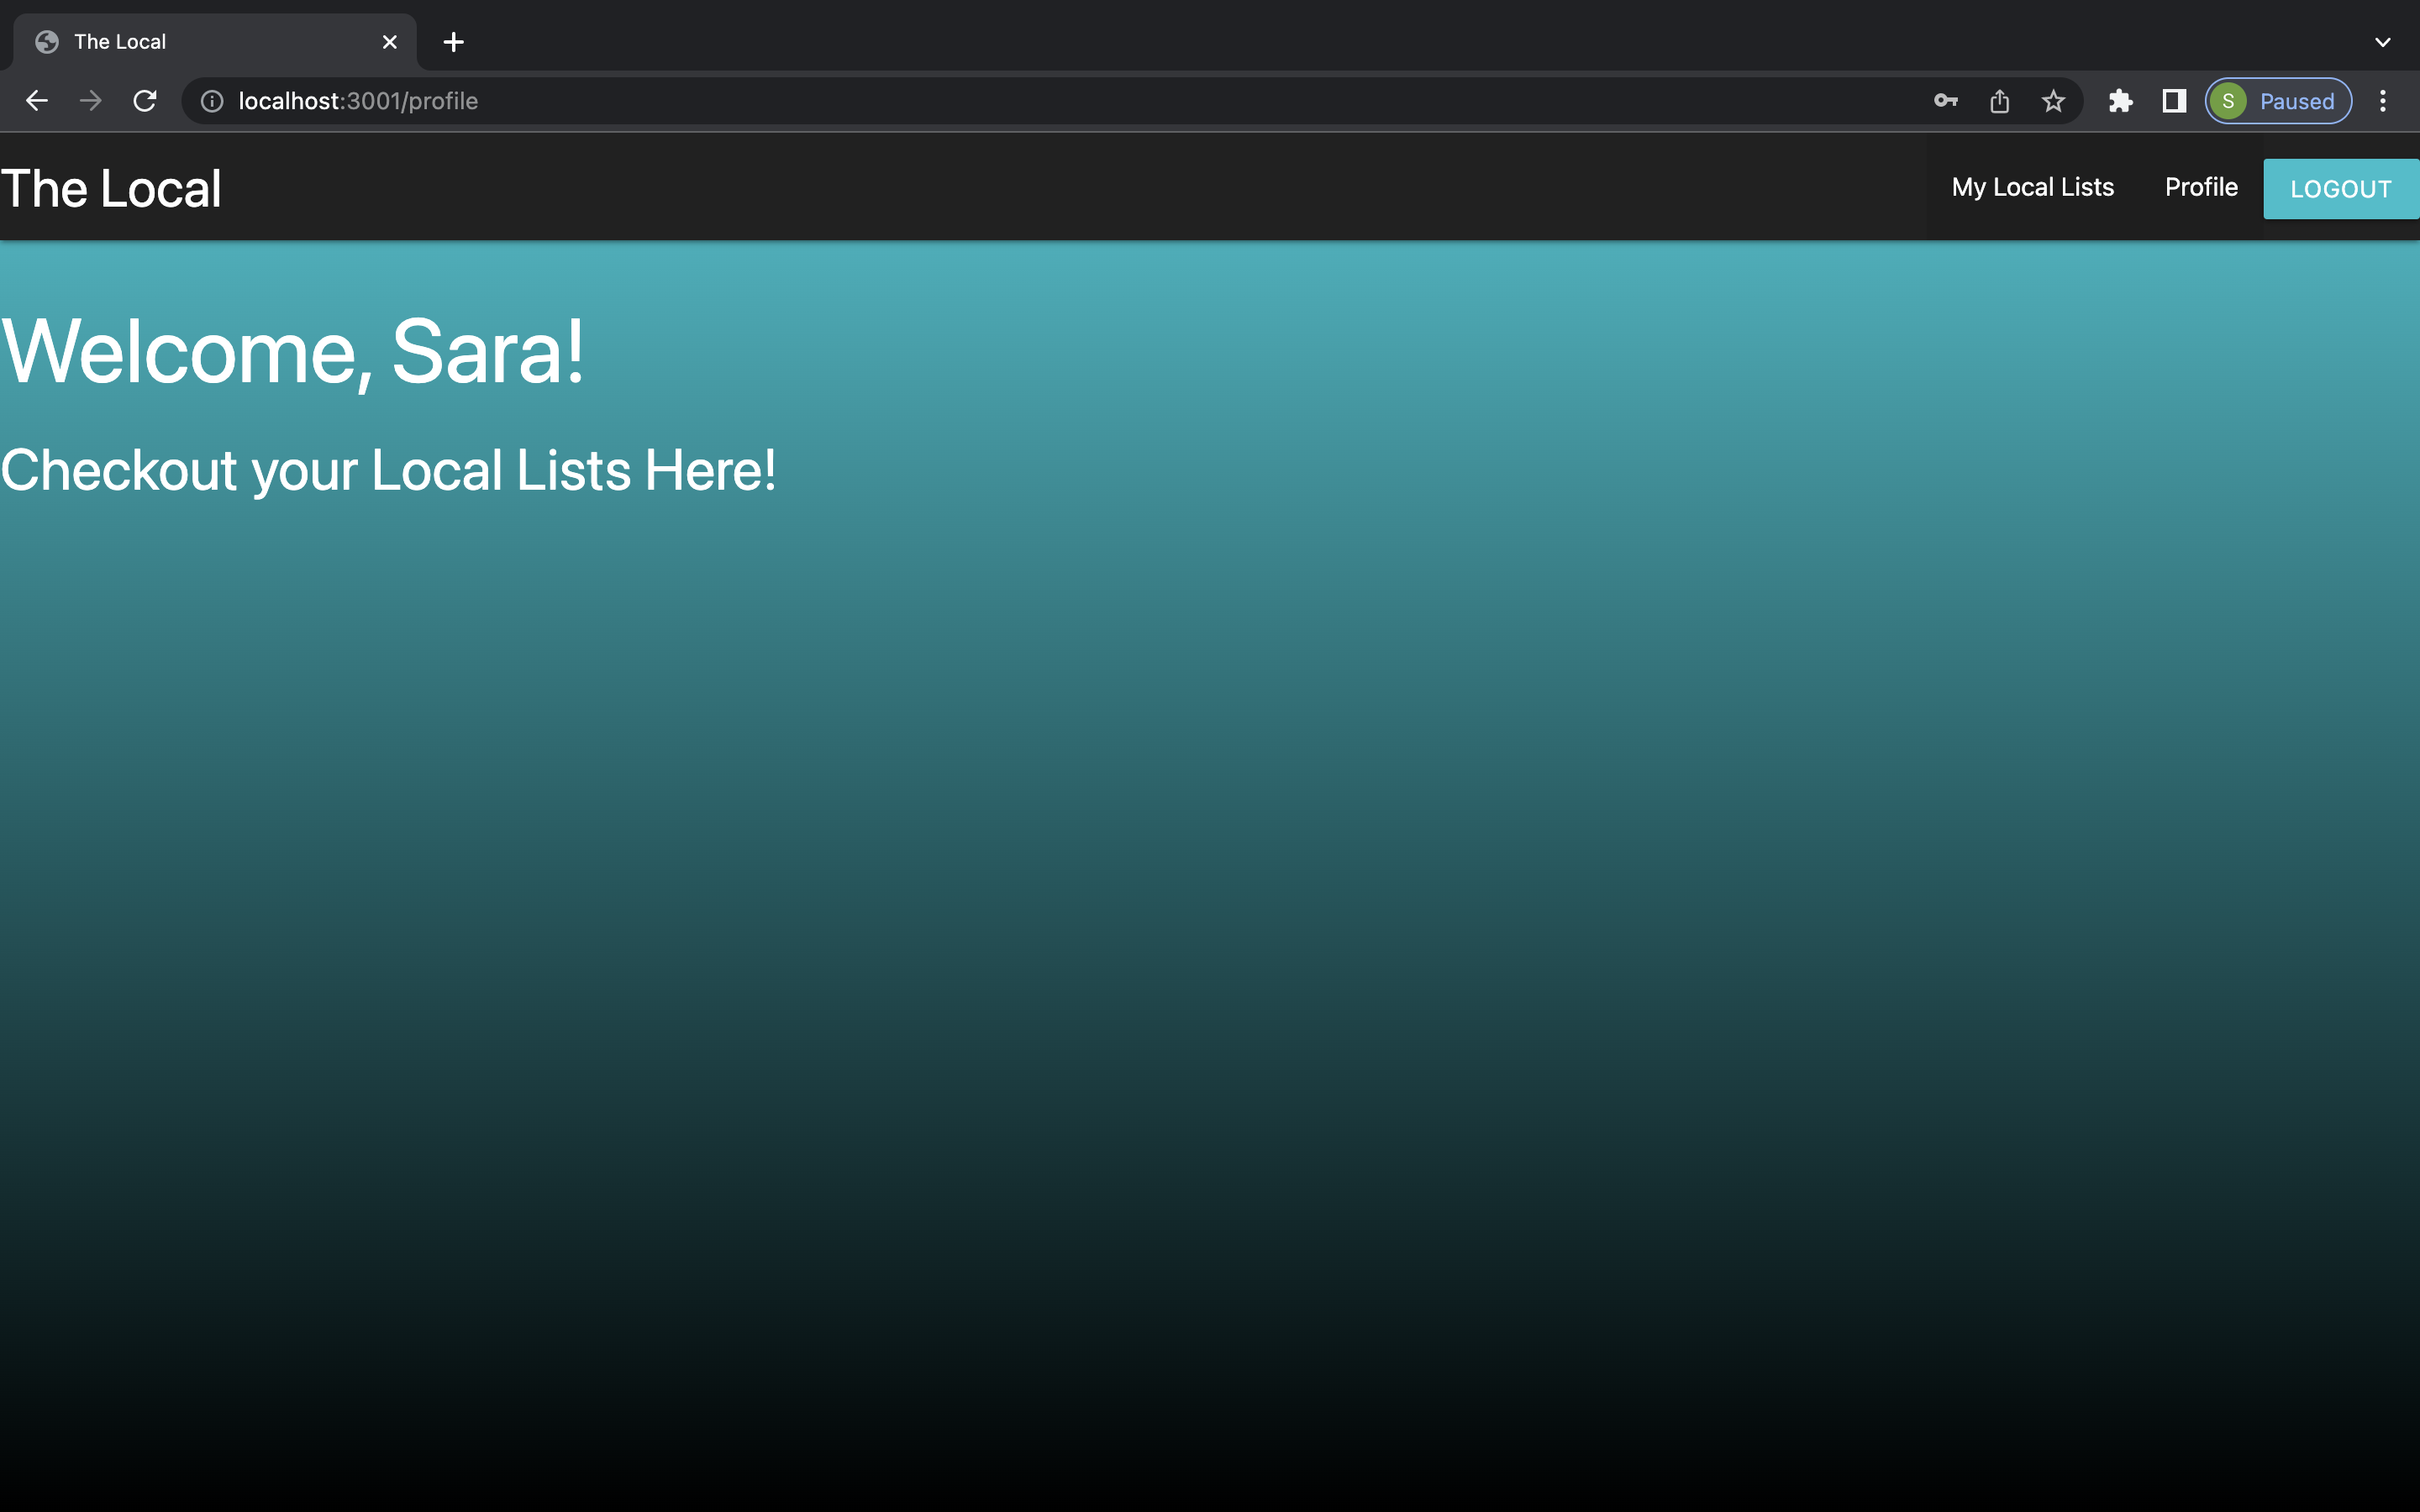 The Local
localhost:3001/profile
S Paused
The Local
My Local Lists Profile LOGOUT
Welcome, Sara!
Checkout your Local Lists Here!